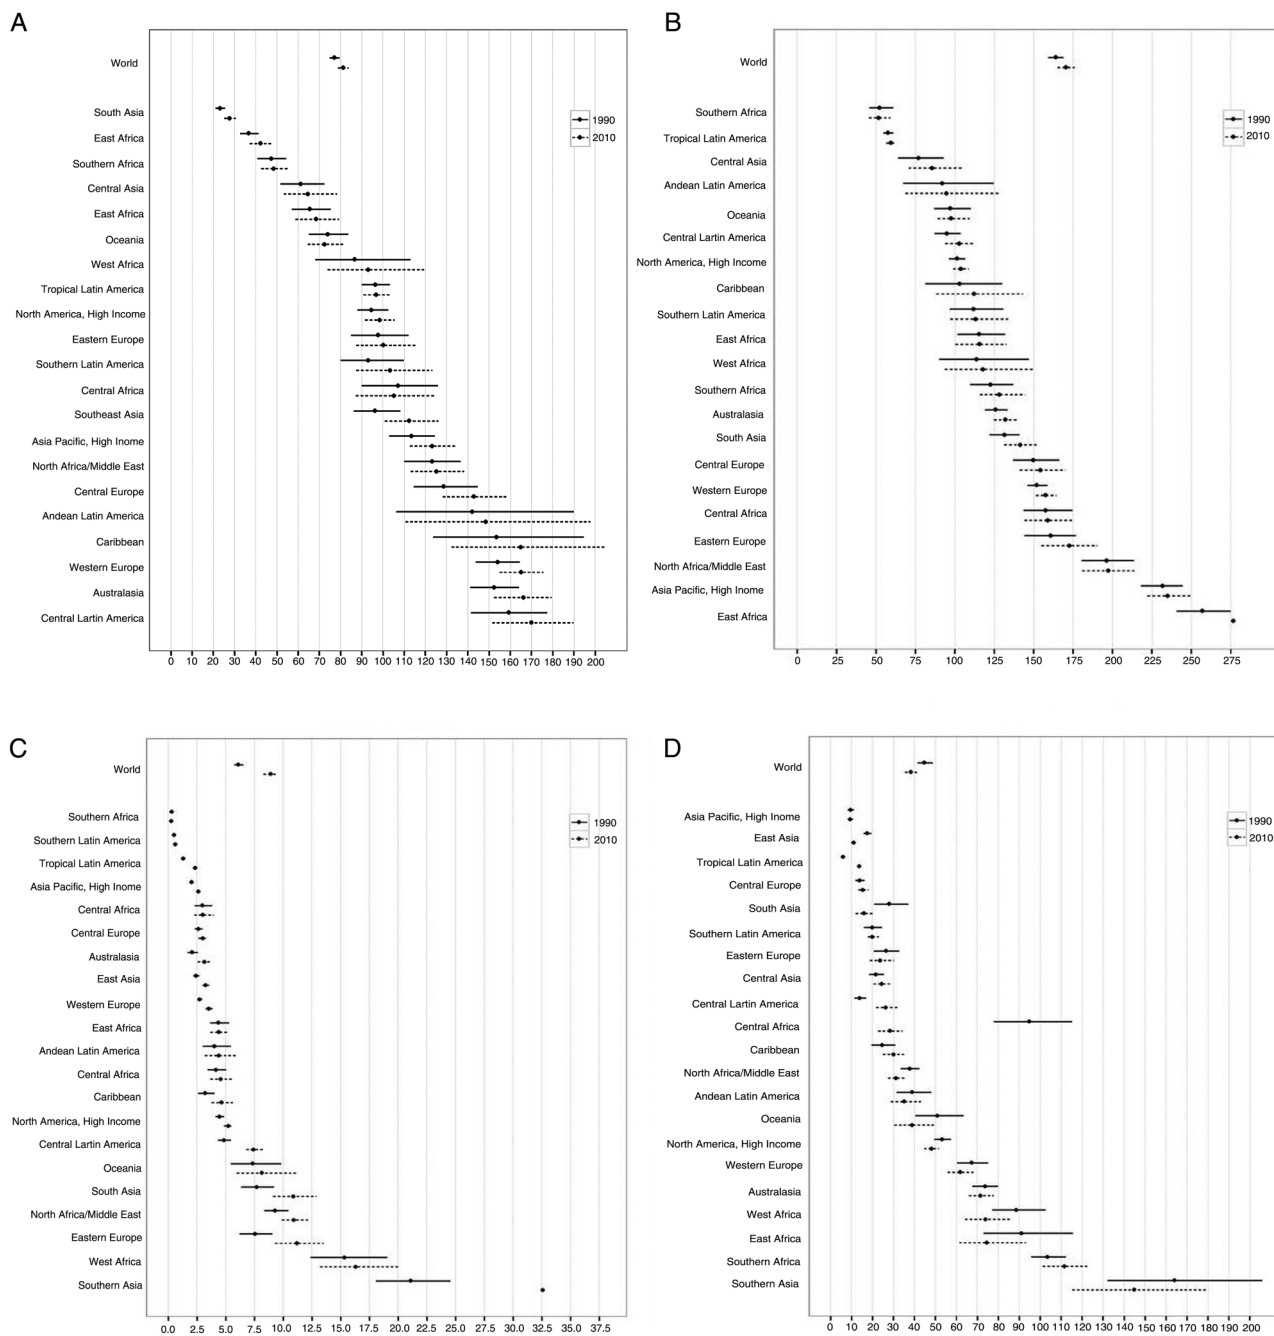 A
World
South Asia
East Africa
Southern Africa
Central Asia
East Africa
Oceania
West Africa
Tropical Latin America
North America, High Income
Eastern Europe
Southern Latin America
Central Africa
Southeast Asia
Asia Pacific, High Inome
North Africa/Middle East
Central Europe
Andean Latin America
Caribbean
Western Europe
Australasia
Central Lartin America
1990
2010
0 10 20 30 40 50 60 70 80 90 100 110 120 130 140 150 160 170 180 190 200
B
World
Southern Africa
Tropical Latin America
Central Asia
Andean Latin America
Oceania
Central Lartin America
North America, High Income
Caribbean
Southern Latin America
East Africa
West Africa
Southern Africa
Australasia
South Asia
Central Europe
Western Europe
Central Africa
Eastern Europe
North Africa/Middle East
Asia Pacific, High Inome
East Africa
1990
2010
0 25 50 75 100 125 150 175 200 225 250 275
C
World
Southern Africa
Southern Latin America
Tropical Latin America
Asia Pacific, High Inome
Central Africa
Central Europe
Australasia
East Asia
Western Europe
East Africa
Andean Latin America
Central Africa
Caribbean
North America, High Income
Central Lartin America
Oceania
South Asia
North Africa/Middle East
Eastern Europe
West Africa
Southern Asia
1990
2010
0.0 2.5 5.0 7.5 10.0 12.5 15.0 17.5 20.0 22.5 25.0 27.5 30.0 32.5 35.0 37.5
D
World
Asia Pacific, High Inome
East Asia
Tropical Latin America
Central Europe
South Asia
Southern Latin America
Eastern Europe
Central Asia
Central Lartin America
Central Africa
Caribbean
North Africa/Middle East
Andean Latin America
Oceania
North America, High Income
Western Europe
Australasia
West Africa
East Africa
Southern Africa
Southern Asia
1990
2010
0 10 20 30 40 50 60 70 80 90 100 110 120 130 140 150 160 170 180 190 200